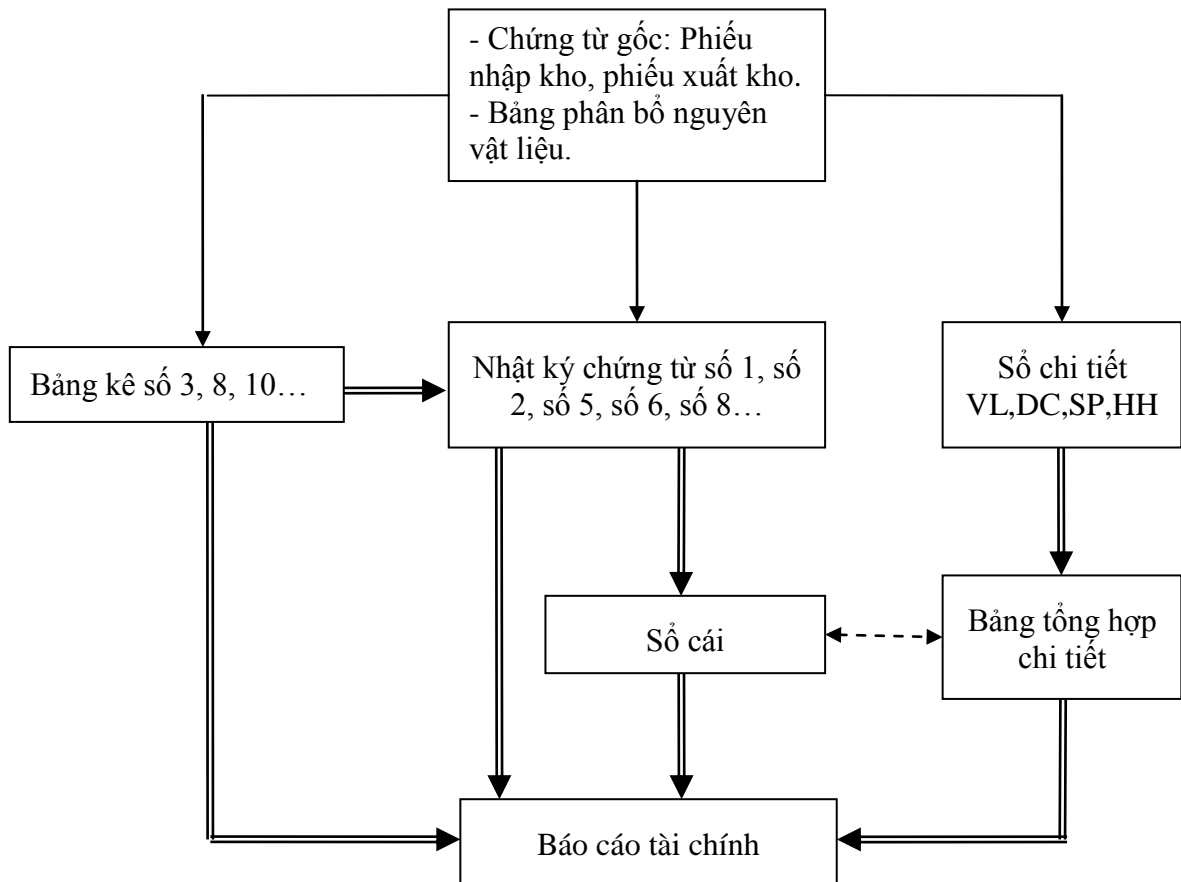 - Chứng từ gốc: Phiếu
nhập kho, phiếu xuất kho.
- Bảng phân bổ nguyên
vật liệu.
Bảng kê số 3, 8, 10…
Nhật ký chứng từ số 1, số
2, số 5, số 6, số 8…
Sổ chi tiết
VL,DC,SP,HH
Sổ cái
Bảng tổng hợp
chi tiết
Báo cáo tài chính